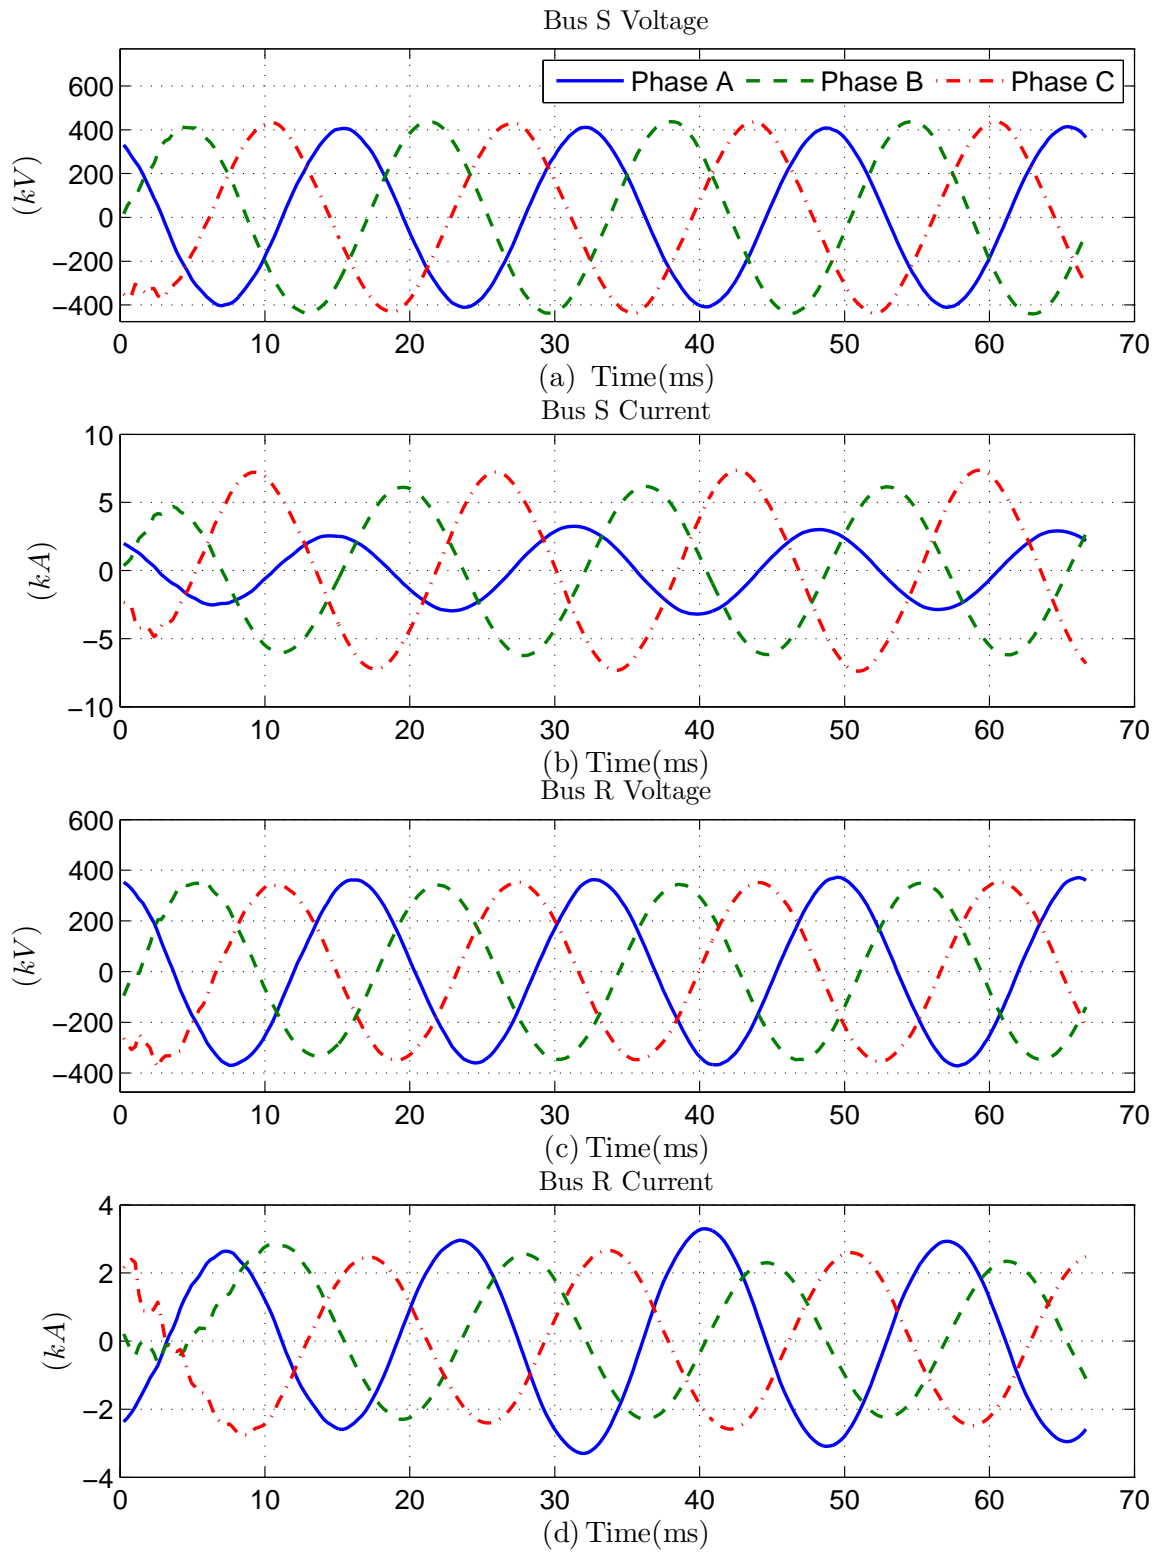 Bus S Voltage
Phase A Phase B Phase C
600
400
200
0
−200
−400
(kV)
0 10 20 30 40 50 60 70
(a) Time(ms)
Bus S Current
10
5
0
−5
−10
(kA)
0 10 20 30 40 50 60 70
(b) Time(ms)
Bus R Voltage
600
400
200
0
−200
−400
(kV)
0 10 20 30 40 50 60 70
(c) Time(ms)
Bus R Current
4
2
0
−2
−4
(kA)
0 10 20 30 40 50 60 70
(d) Time(ms)